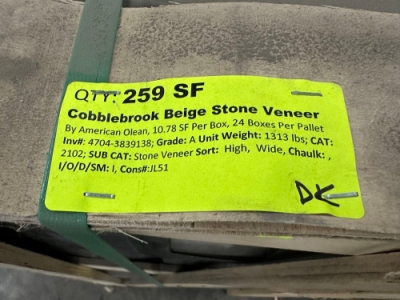 QTY: 259 SF
Cobblebrook Beige Stone Veneer
By American Olean, 10.78 SF Per Box, 24 Boxes Per Pallet
Inv#: 4704-3839138; Grade: A Unit Weight: 1313 lbs; CAT:
2102; SUB CAT: Stone Veneer Sort: High, Wide, Chaulk: ,
I/O/D/SM: I, Cons#:JL51
DK